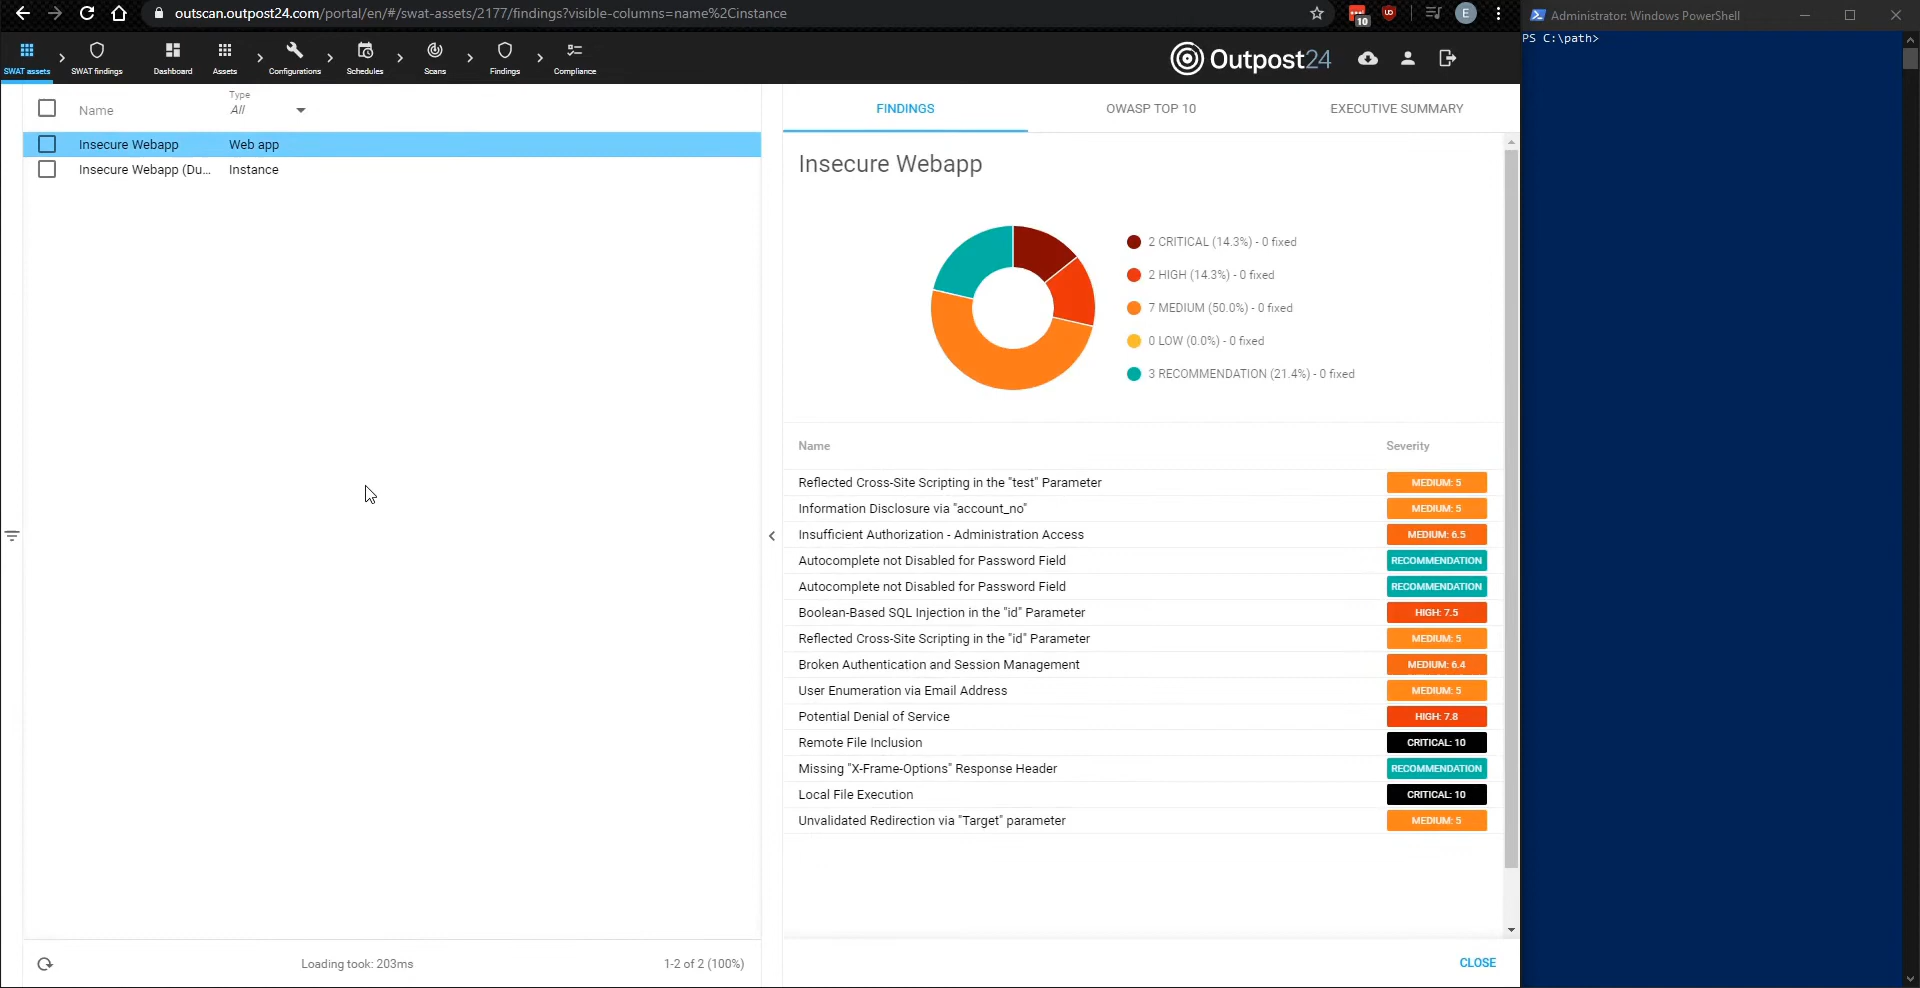 outscan.outpost24.com/portal/en/#/swat-assets/2177/findings?visible-columns=name%2Cinstance
10
E
Administrator: Windows PowerShell
PS C:\path>
SWAT assets
SWAT findings
Dashboard
Assets
Configurations
Schedules
Scans
Findings
Compliance
Outpost24
Name
Type
All
Insecure Webapp
Web app
Insecure Webapp (Du...
Instance
FINDINGS
OWASP TOP 10
EXECUTIVE SUMMARY
Insecure Webapp
2 CRITICAL (14.3%) - 0 fixed
2 HIGH (14.3%) - 0 fixed
7 MEDIUM (50.0%) - 0 fixed
0 LOW (0.0%) - 0 fixed
3 RECOMMENDATION (21.4%) - 0 fixed
Name Severity
Reflected Cross-Site Scripting in the "test" Parameter MEDIUM: 5
Information Disclosure via "account_no" MEDIUM: 5
Insufficient Authorization - Administration Access MEDIUM: 6.5
Autocomplete not Disabled for Password Field RECOMMENDATION
Autocomplete not Disabled for Password Field RECOMMENDATION
Boolean-Based SQL Injection in the "id" Parameter HIGH: 7.5
Reflected Cross-Site Scripting in the "id" Parameter MEDIUM: 5
Broken Authentication and Session Management MEDIUM: 6.4
User Enumeration via Email Address MEDIUM: 5
Potential Denial of Service HIGH: 7.8
Remote File Inclusion CRITICAL: 10
Missing "X-Frame-Options" Response Header RECOMMENDATION
Local File Execution CRITICAL: 10
Unvalidated Redirection via "Target" parameter MEDIUM: 5
Loading took: 203ms
1-2 of 2 (100%)
CLOSE